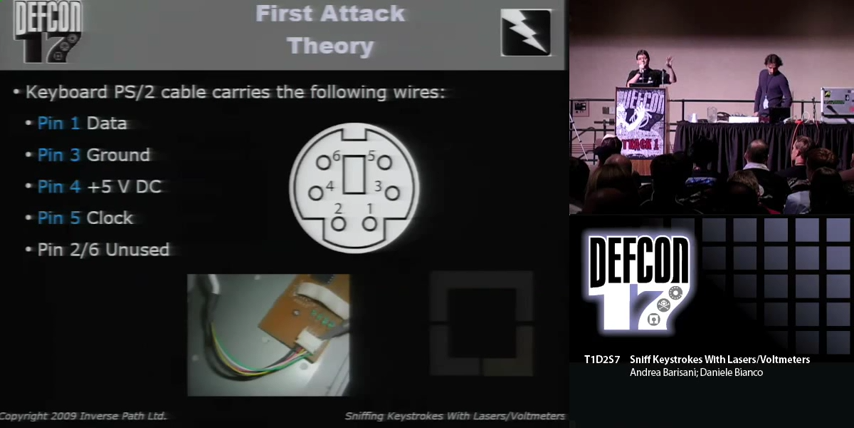 DEFCON
17
First Attack
Theory
• Keyboard PS/2 cable carries the following wires:
• Pin 1 Data
• Pin 3 Ground
• Pin 4 +5 V DC
• Pin 5 Clock
• Pin 2/6 Unused
6 5
4 3
2 1
Copyright 2009 Inverse Path Ltd.
Sniffing Keystrokes With Lasers/Voltmeters
DEFCON
TRACK 1
DEFCON
17
T1D2S7 Sniff Keystrokes With Lasers/Voltmeters
Andrea Barisani; Daniele Bianco